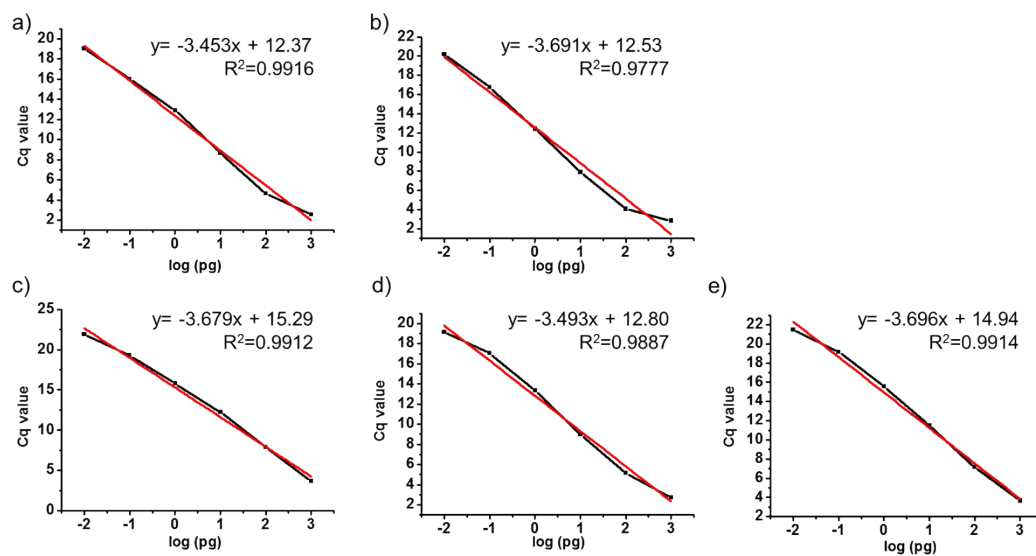 a)
y= -3.453x + 12.37
R²=0.9916
20
18
16
14
12
10
8
6
4
2
Cq value
-2 -1 0 1 2 3
log (pg)
b)
y= -3.691x + 12.53
R²=0.9777
22
20
18
16
14
12
10
8
6
4
2
Cq value
-2 -1 0 1 2 3
log (pg)
c)
y= -3.679x + 15.29
R²=0.9912
25
20
15
10
5
0
Cq value
-2 -1 0 1 2 3
log (pg)
d)
y= -3.493x + 12.80
R²=0.9887
20
18
16
14
12
10
8
6
4
2
Cq value
-2 -1 0 1 2 3
log (pg)
e)
y= -3.696x + 14.94
R²=0.9914
22
20
18
16
14
12
10
8
6
4
2
Cq value
-2 -1 0 1 2 3
log (pg)